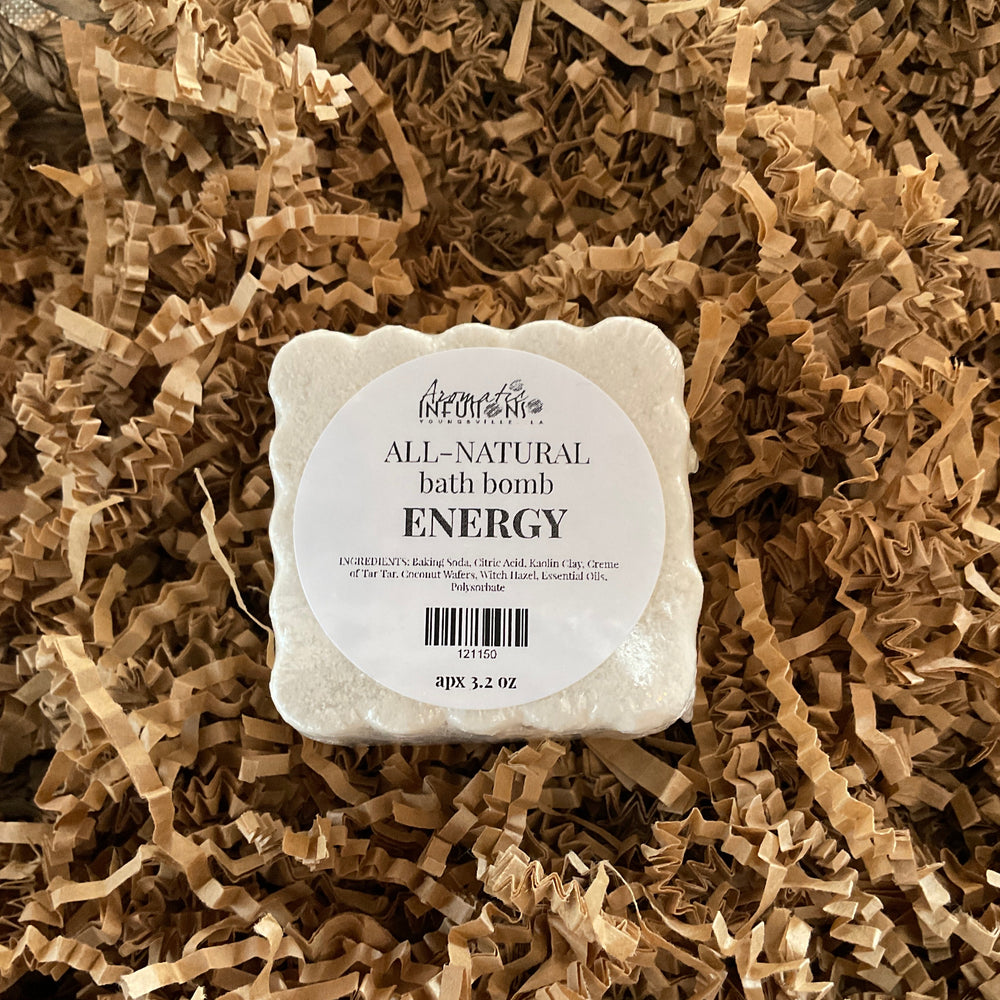 Aromatic
INFUSIONS
YOUNGSVILLE, LA
ALL-NATURAL
bath bomb
ENERGY
INGREDIENTS: Baking Soda, Citric Acid, Kaolin Clay, Creme
of Tar Tar, Coconut Wafers, Witch Hazel, Essential Oils,
Polysorbate
121150
apx 3.2 oz